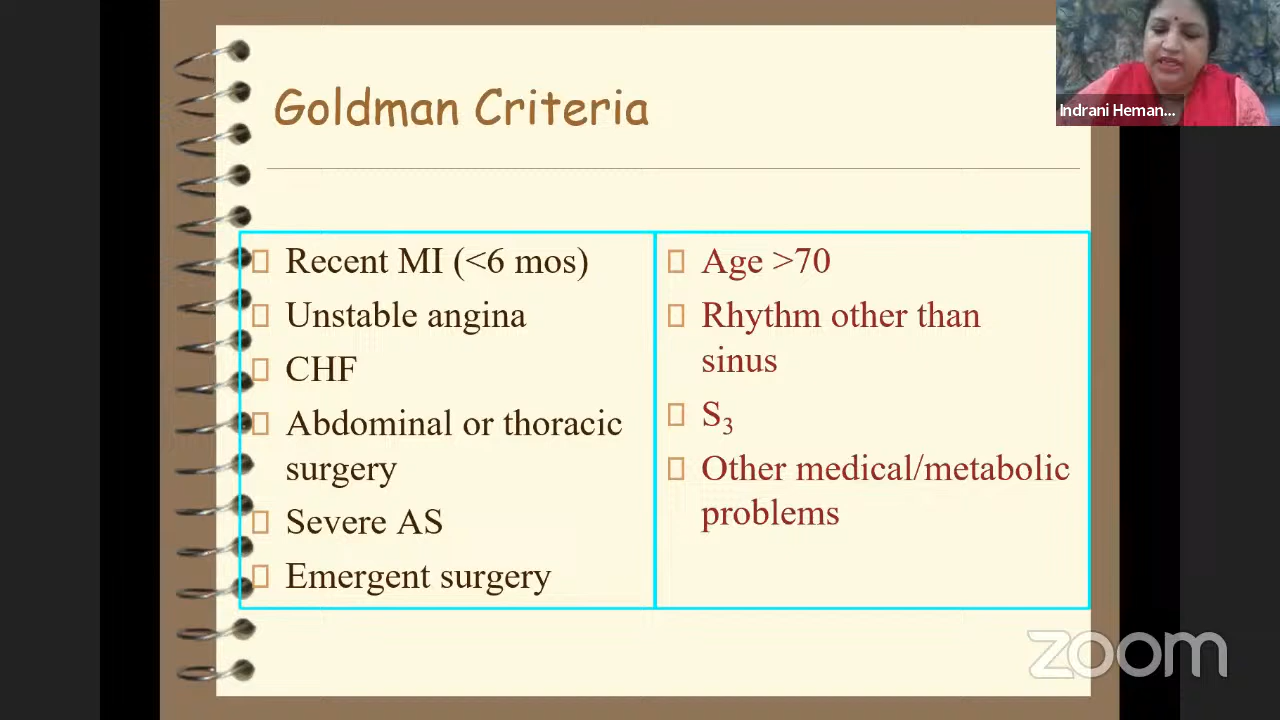 Goldman Criteria
Recent MI (<6 mos)
Unstable angina
CHF
Abdominal or thoracic
surgery
Severe AS
Emergent surgery
Age >70
Rhythm other than
sinus
S₃
Other medical/metabolic
problems
Indrani Heman...
zoom